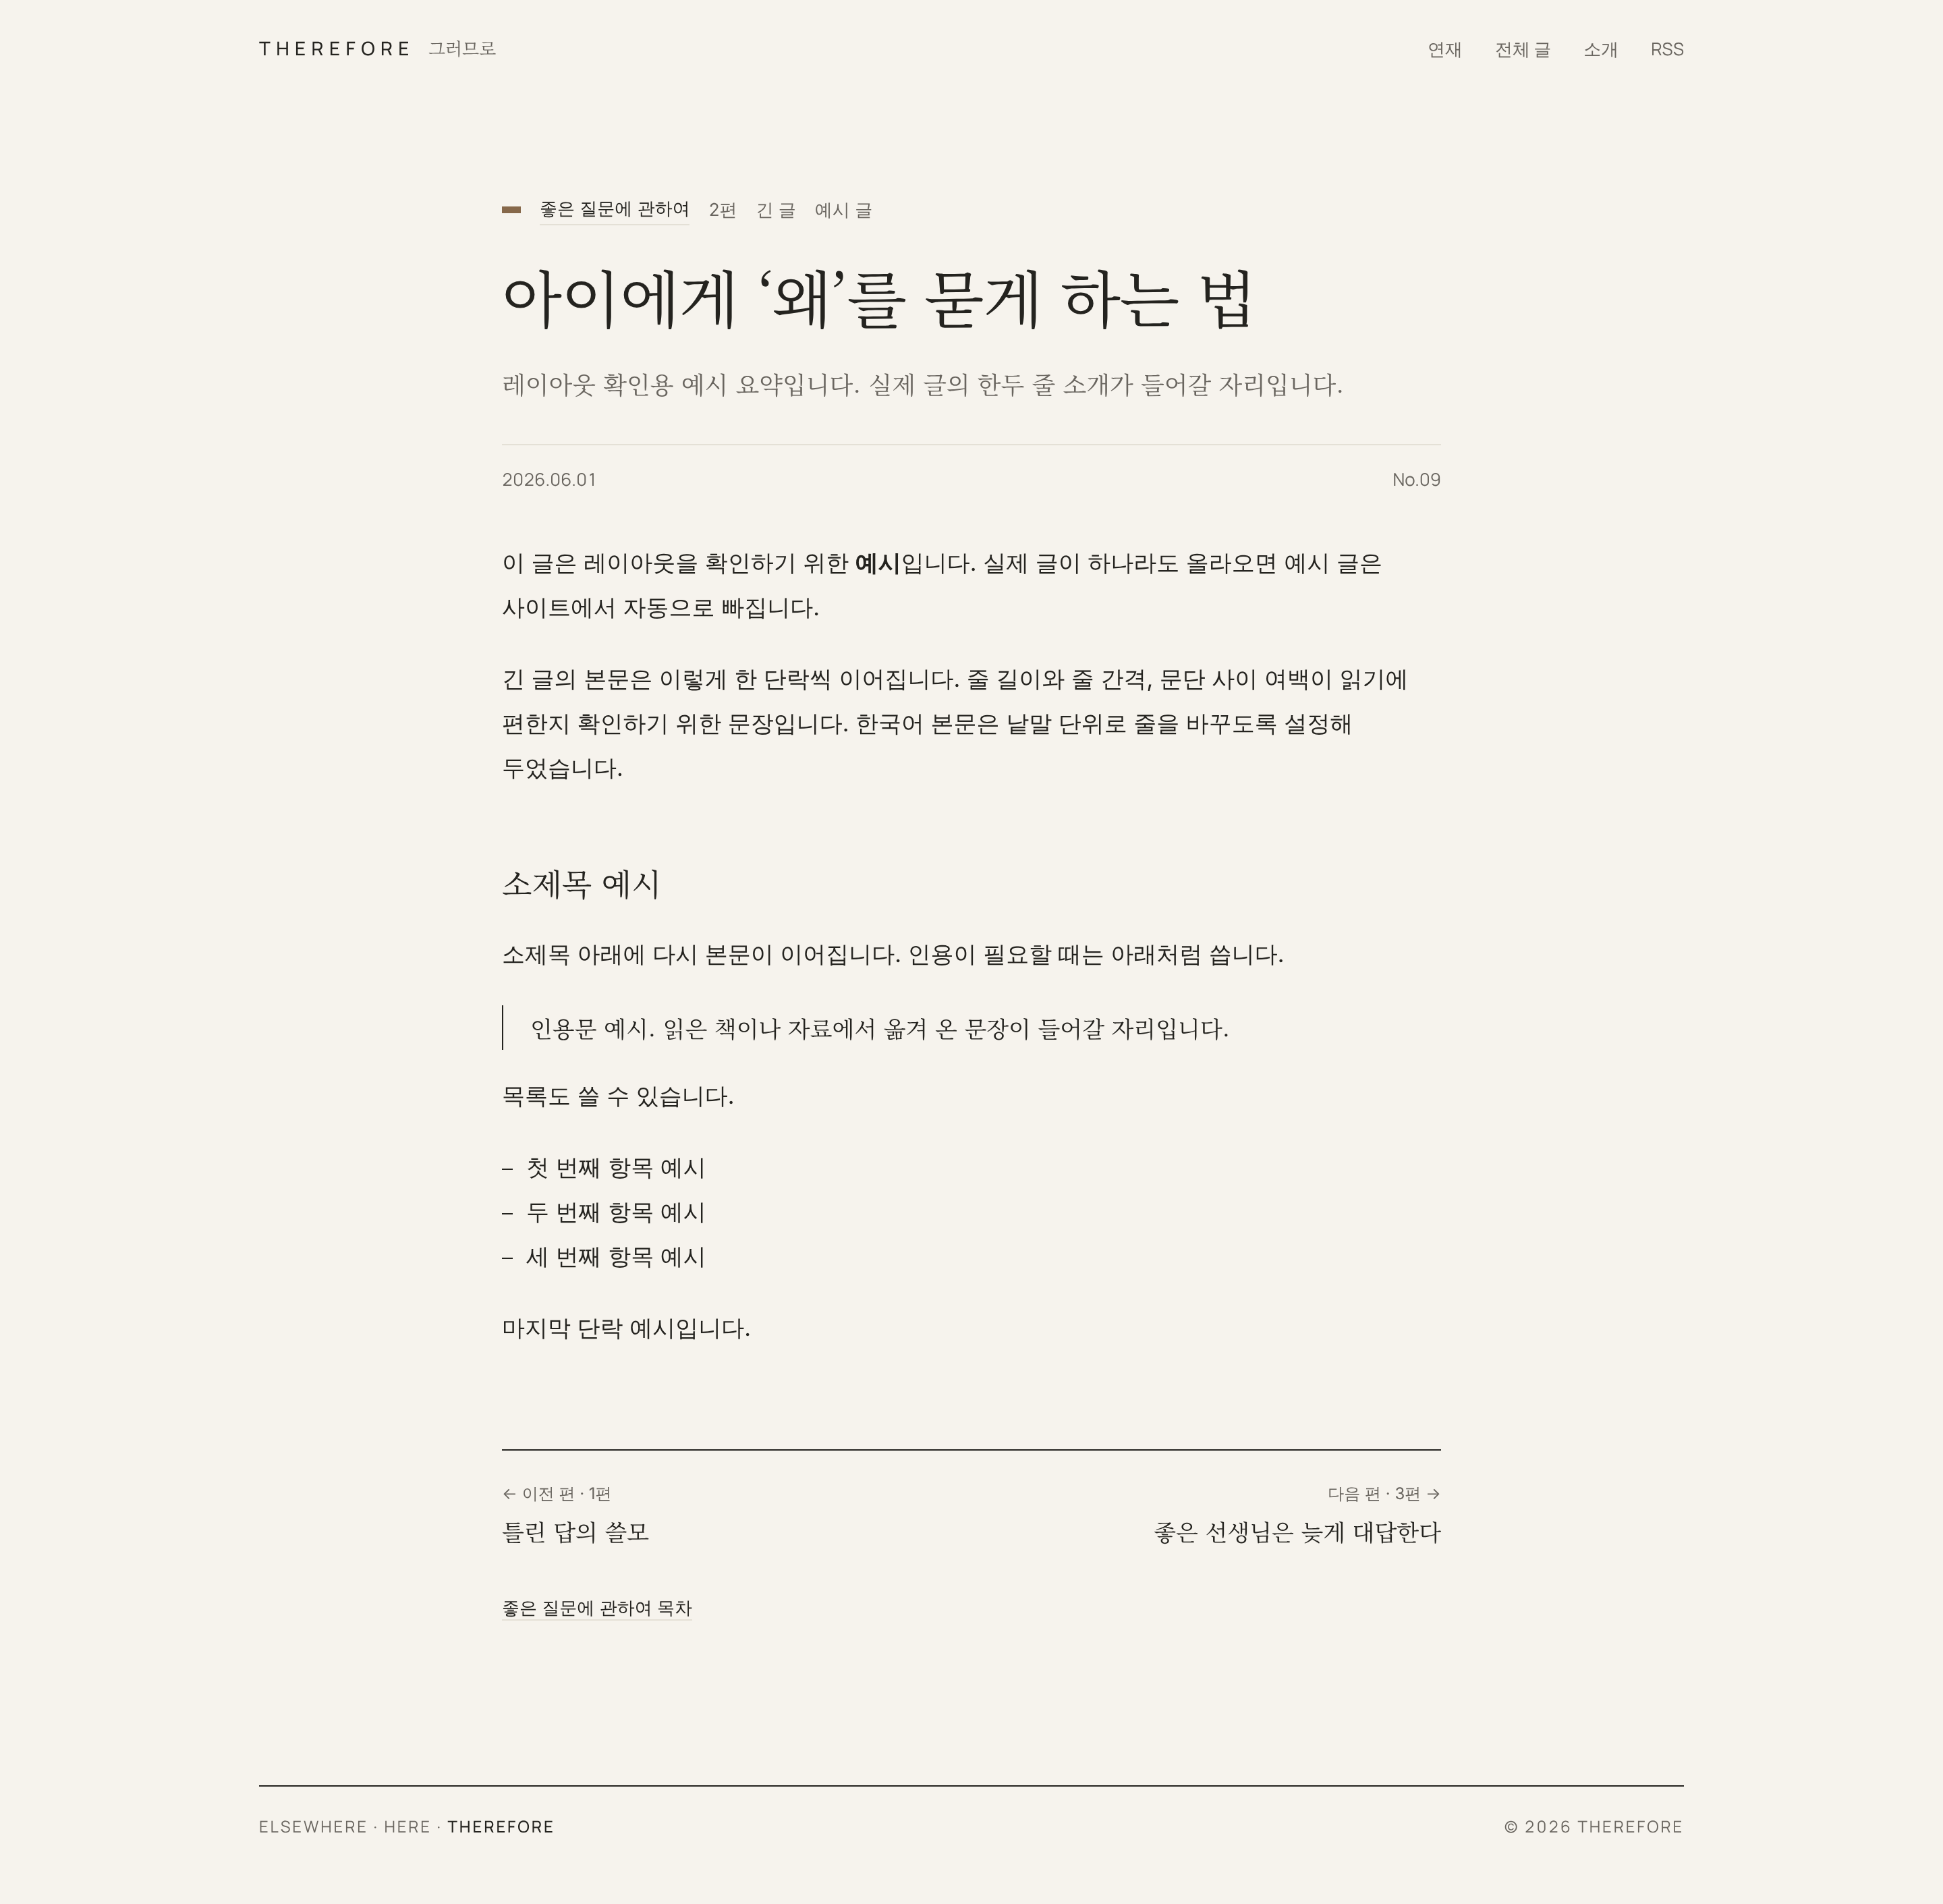 THEREFORE 그러므로
연재 전체 글 소개 RSS
좋은 질문에 관하여 2편 긴 글 예시 글
아이에게 ‘왜’를 묻게 하는 법
레이아웃 확인용 예시 요약입니다. 실제 글의 한두 줄 소개가 들어갈 자리입니다.
2026.06.01 No.09
이 글은 레이아웃을 확인하기 위한 예시입니다. 실제 글이 하나라도 올라오면 예시 글은
사이트에서 자동으로 빠집니다.
긴 글의 본문은 이렇게 한 단락씩 이어집니다. 줄 길이와 줄 간격, 문단 사이 여백이 읽기에
편한지 확인하기 위한 문장입니다. 한국어 본문은 낱말 단위로 줄을 바꾸도록 설정해
두었습니다.
소제목 예시
소제목 아래에 다시 본문이 이어집니다. 인용이 필요할 때는 아래처럼 씁니다.
인용문 예시. 읽은 책이나 자료에서 옮겨 온 문장이 들어갈 자리입니다.
목록도 쓸 수 있습니다.
– 첫 번째 항목 예시
– 두 번째 항목 예시
– 세 번째 항목 예시
마지막 단락 예시입니다.
← 이전 편 · 1편
틀린 답의 쓸모
다음 편 · 3편 →
좋은 선생님은 늦게 대답한다
좋은 질문에 관하여 목차
ELSEWHERE · HERE · THEREFORE
© 2026 THEREFORE